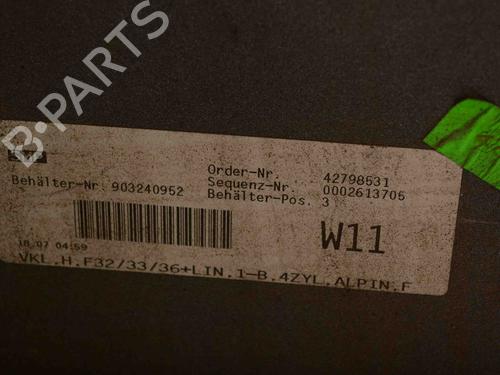 B-PARTS
Order-Nr. 42798531
Behälter-Nr. 903240952 Sequenz-Nr. 0002613705
Behälter-Pos. 3
W11
18.07 04:59
VKL.H.F32/33/36+LIN.1-B.4ZYL.ALPIN.F